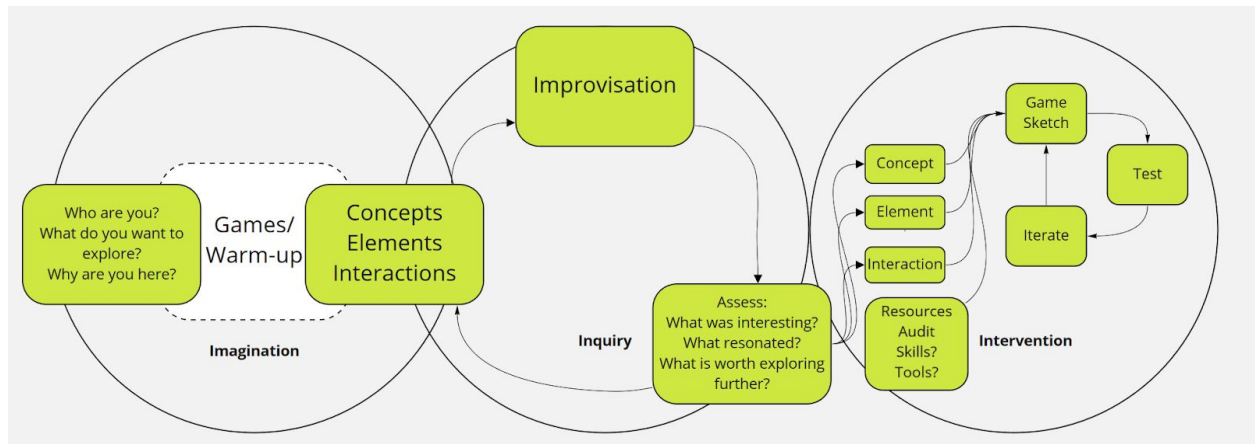 Who are you?
What do you want to
explore?
Why are you here?
Games/
Warm-up
Concepts
Elements
Interactions
Imagination
Improvisation
Assess:
What was interesting?
What resonated?
What is worth exploring
further?
Inquiry
Concept
Element
Interaction
Resources
Audit
Skills?
Tools?
Game
Sketch
Test
Iterate
Intervention